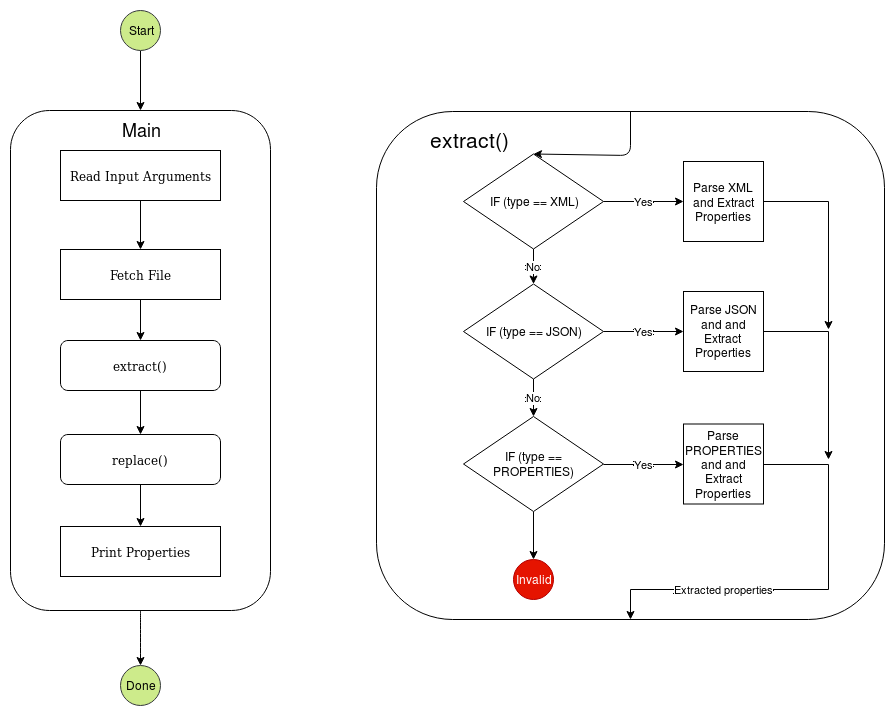 Start
Main
Read Input Arguments
Fetch File
extract()
replace()
Print Properties
Done
extract()
IF (type == XML)
Yes
Parse XML
and Extract
Properties
No
IF (type == JSON)
Yes
Parse JSON
and and
Extract
Properties
No
IF (type ==
PROPERTIES)
Yes
Parse
PROPERTIES
and and
Extract
Properties
Invalid
Extracted properties